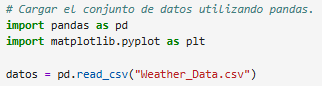 # Cargar el conjunto de datos utilizando pandas.
import pandas as pd
import matplotlib.pyplot as plt
datos = pd.read_csv("Weather_Data.csv")